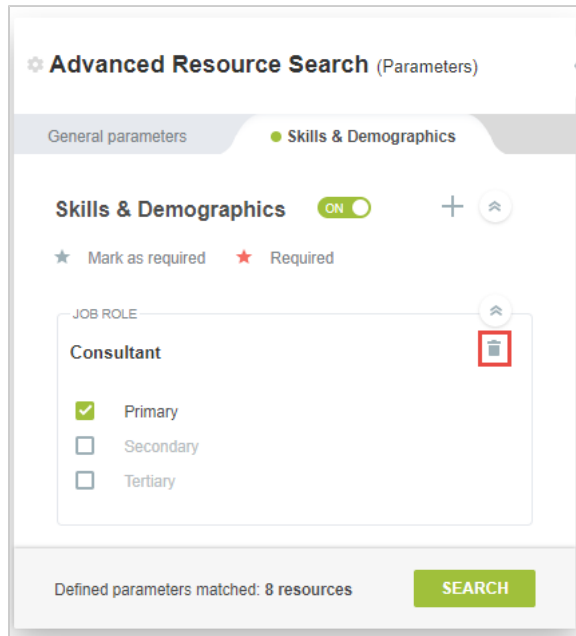 Advanced Resource Search (Parameters)
General parameters
Skills & Demographics
Skills & Demographics ON
Mark as required Required
JOB ROLE
Consultant
Primary
Secondary
Tertiary
Defined parameters matched: 8 resources SEARCH